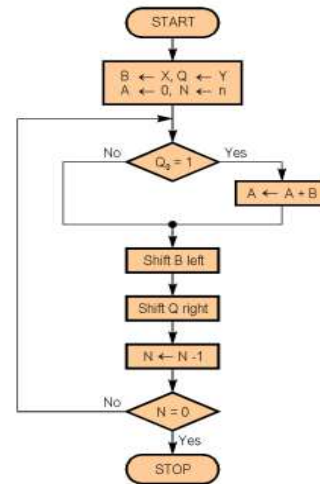 START
B ← X, Q ← Y
A ← 0, N ← n
No
Yes
Q₀ = 1
A ← A + B
Shift B left
Shift Q right
N ← N -1
No
N = 0
Yes
STOP